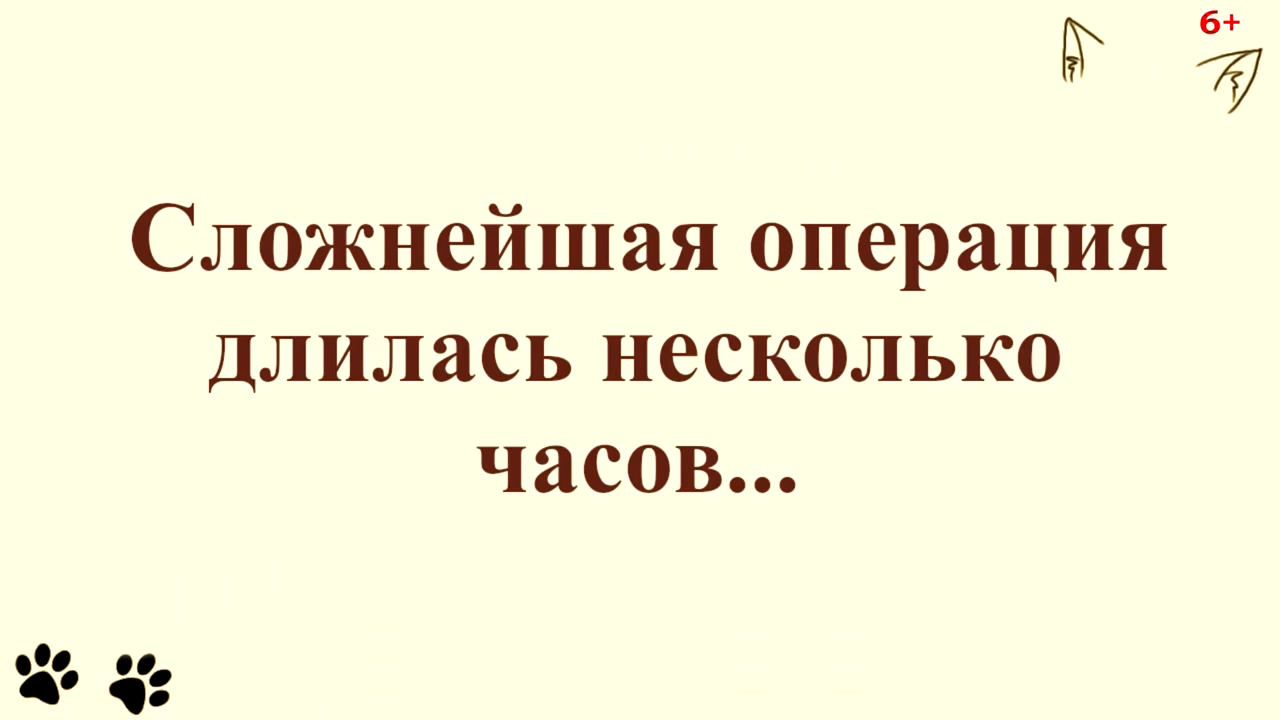 6+
Сложнейшая операция
длилась несколько
часов...